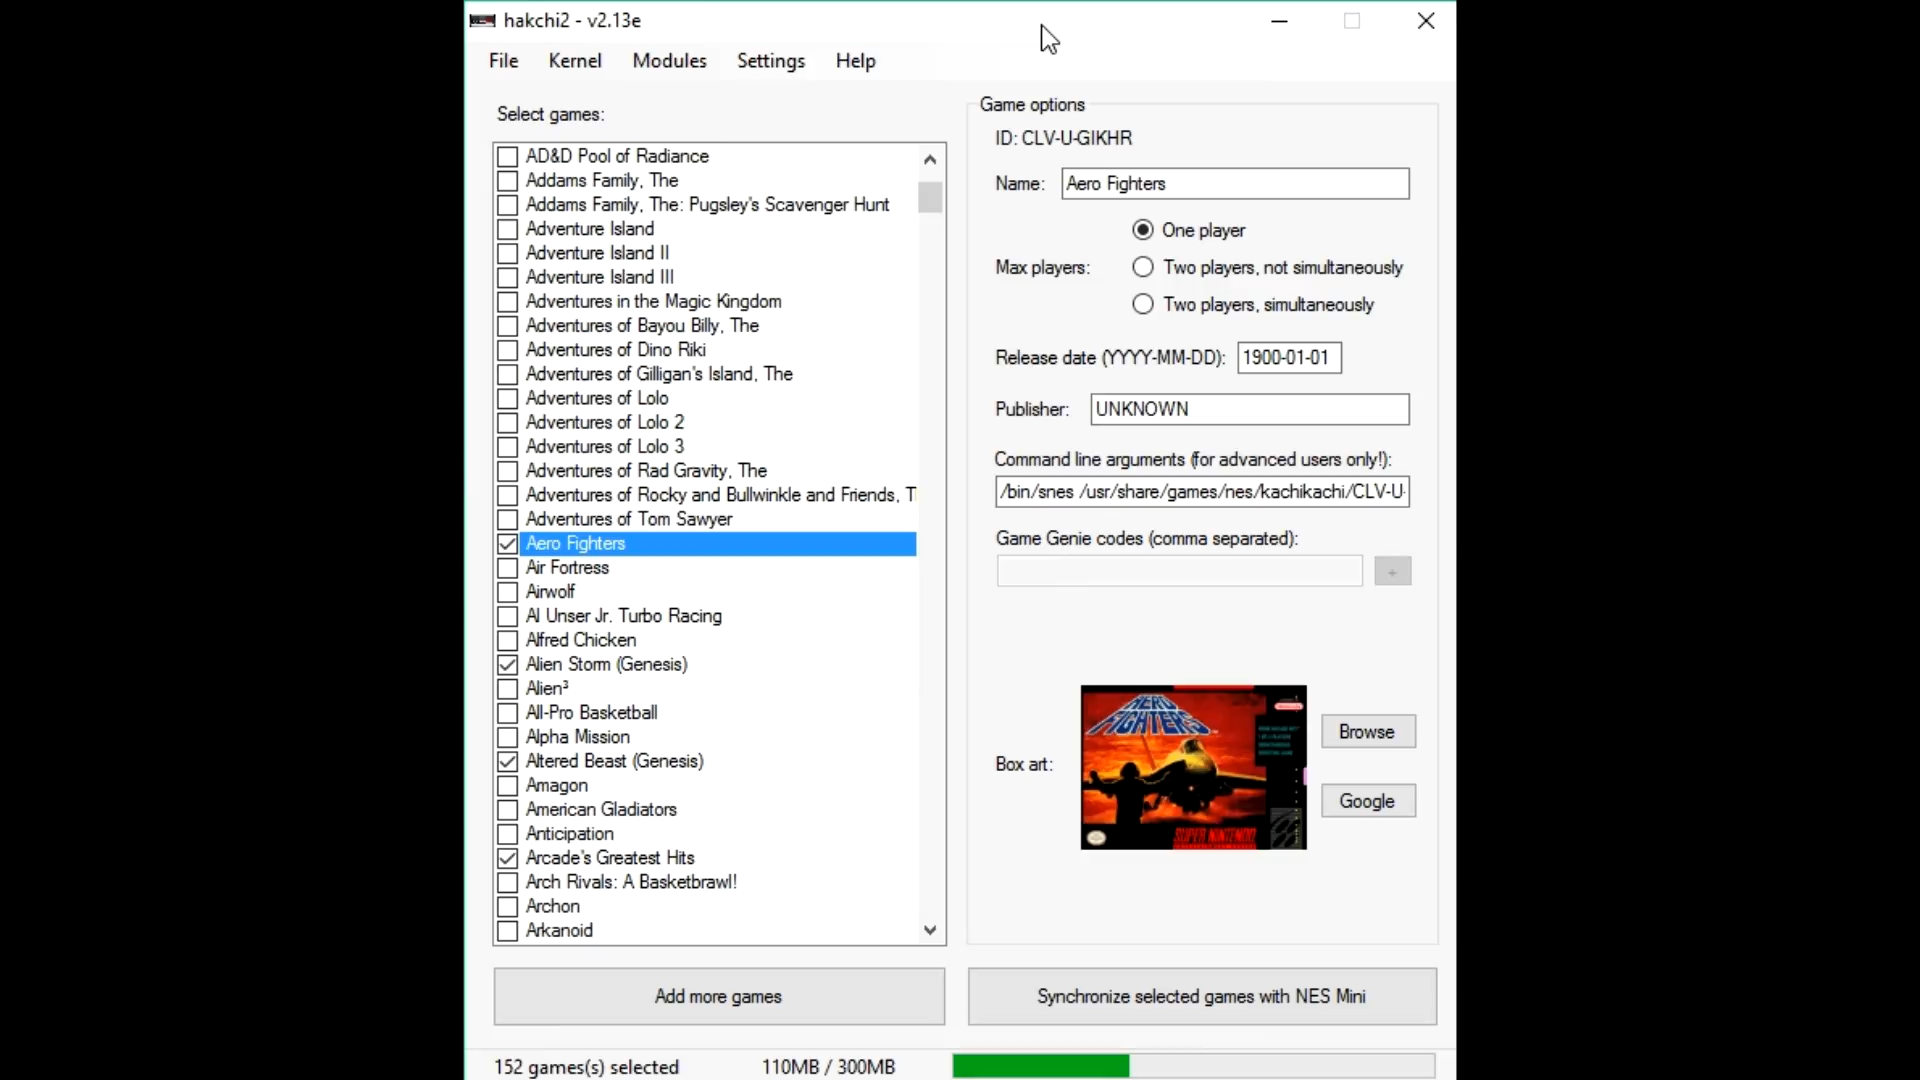 hakchi2 - v2.13e
File Kernel Modules Settings Help
Select games:
AD&D Pool of Radiance
Addams Family, The
Addams Family, The: Pugsley's Scavenger Hunt
Adventure Island
Adventure Island II
Adventure Island III
Adventures in the Magic Kingdom
Adventures of Bayou Billy, The
Adventures of Dino Riki
Adventures of Gilligan's Island, The
Adventures of Lolo
Adventures of Lolo 2
Adventures of Lolo 3
Adventures of Rad Gravity, The
Adventures of Rocky and Bullwinkle and Friends, T
Adventures of Tom Sawyer
Aero Fighters
Air Fortress
Airwolf
Al Unser Jr. Turbo Racing
Alfred Chicken
Alien Storm (Genesis)
Alien³
All-Pro Basketball
Alpha Mission
Altered Beast (Genesis)
Amagon
American Gladiators
Anticipation
Arcade's Greatest Hits
Arch Rivals: A Basketbrawl!
Archon
Arkanoid
Add more games
Game options
ID: CLV-U-GIKHR
Name: Aero Fighters
Max players:
One player
Two players, not simultaneously
Two players, simultaneously
Release date (YYYY-MM-DD): 1900-01-01
Publisher: UNKNOWN
Command line arguments (for advanced users only!):
/bin/snes /usr/share/games/nes/kachikachi/CLV-U-
Game Genie codes (comma separated):
+
Box art:
AERO
FIGHTERS
SUPER NINTENDO
Browse
Google
Synchronize selected games with NES Mini
152 games(s) selected 110MB / 300MB